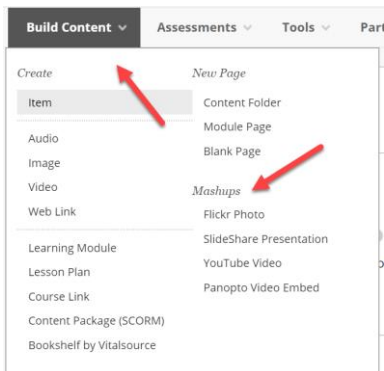 Build Content
Assessments
Tools
Create
Item
Audio
Image
Video
Web Link
Learning Module
Lesson Plan
Course Link
Content Package (SCORM)
Bookshelf by Vitalsource
New Page
Content Folder
Module Page
Blank Page
Mashups
Flickr Photo
SlideShare Presentation
YouTube Video
Panopto Video Embed